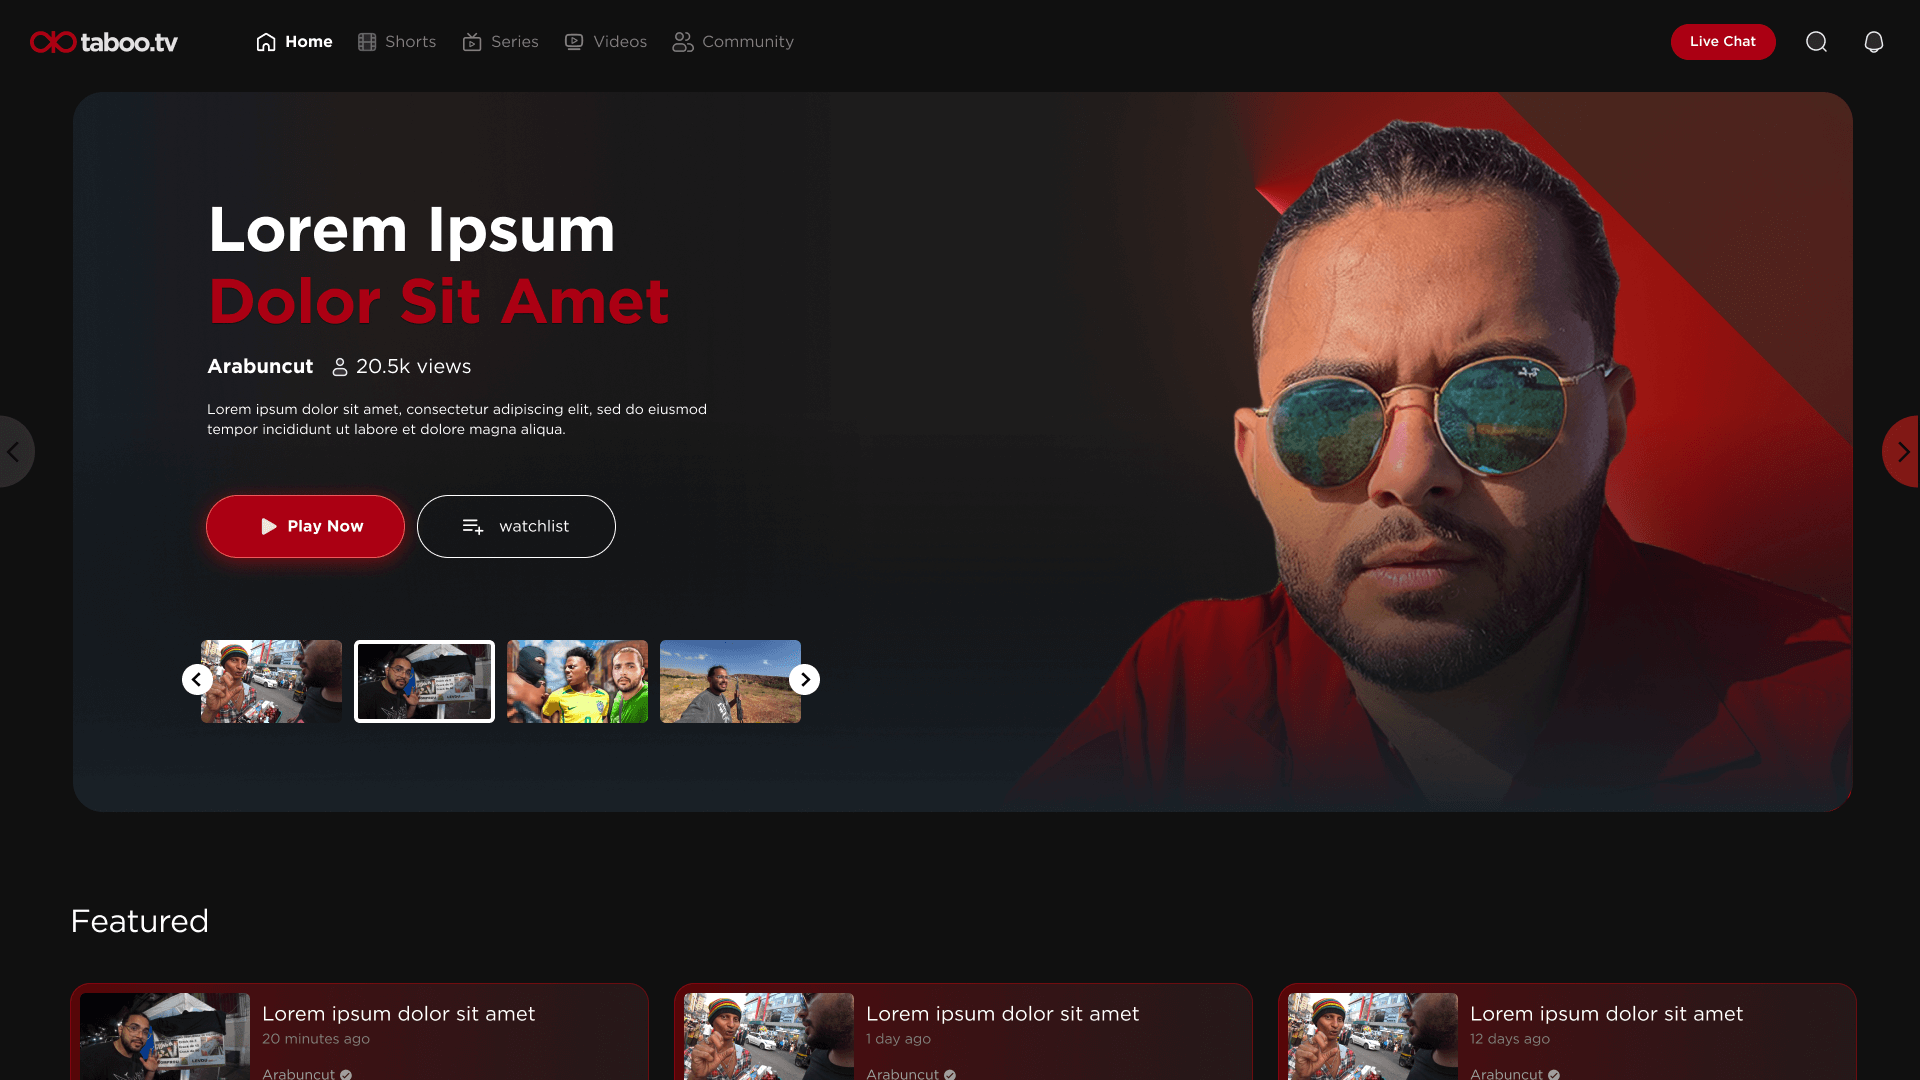 taboo.tv
Home
Shorts
Series
Videos
Community
Live Chat
Lorem Ipsum
Dolor Sit Amet
Arabuncut
20.5k views
Lorem ipsum dolor sit amet, consectetur adipiscing elit, sed do eiusmod
tempor incididunt ut labore et dolore magna aliqua.
Play Now
watchlist
Featured
Lorem ipsum dolor sit amet
20 minutes ago
Arabuncut
Lorem ipsum dolor sit amet
1 day ago
Arabuncut
Lorem ipsum dolor sit amet
12 days ago
Arabuncut